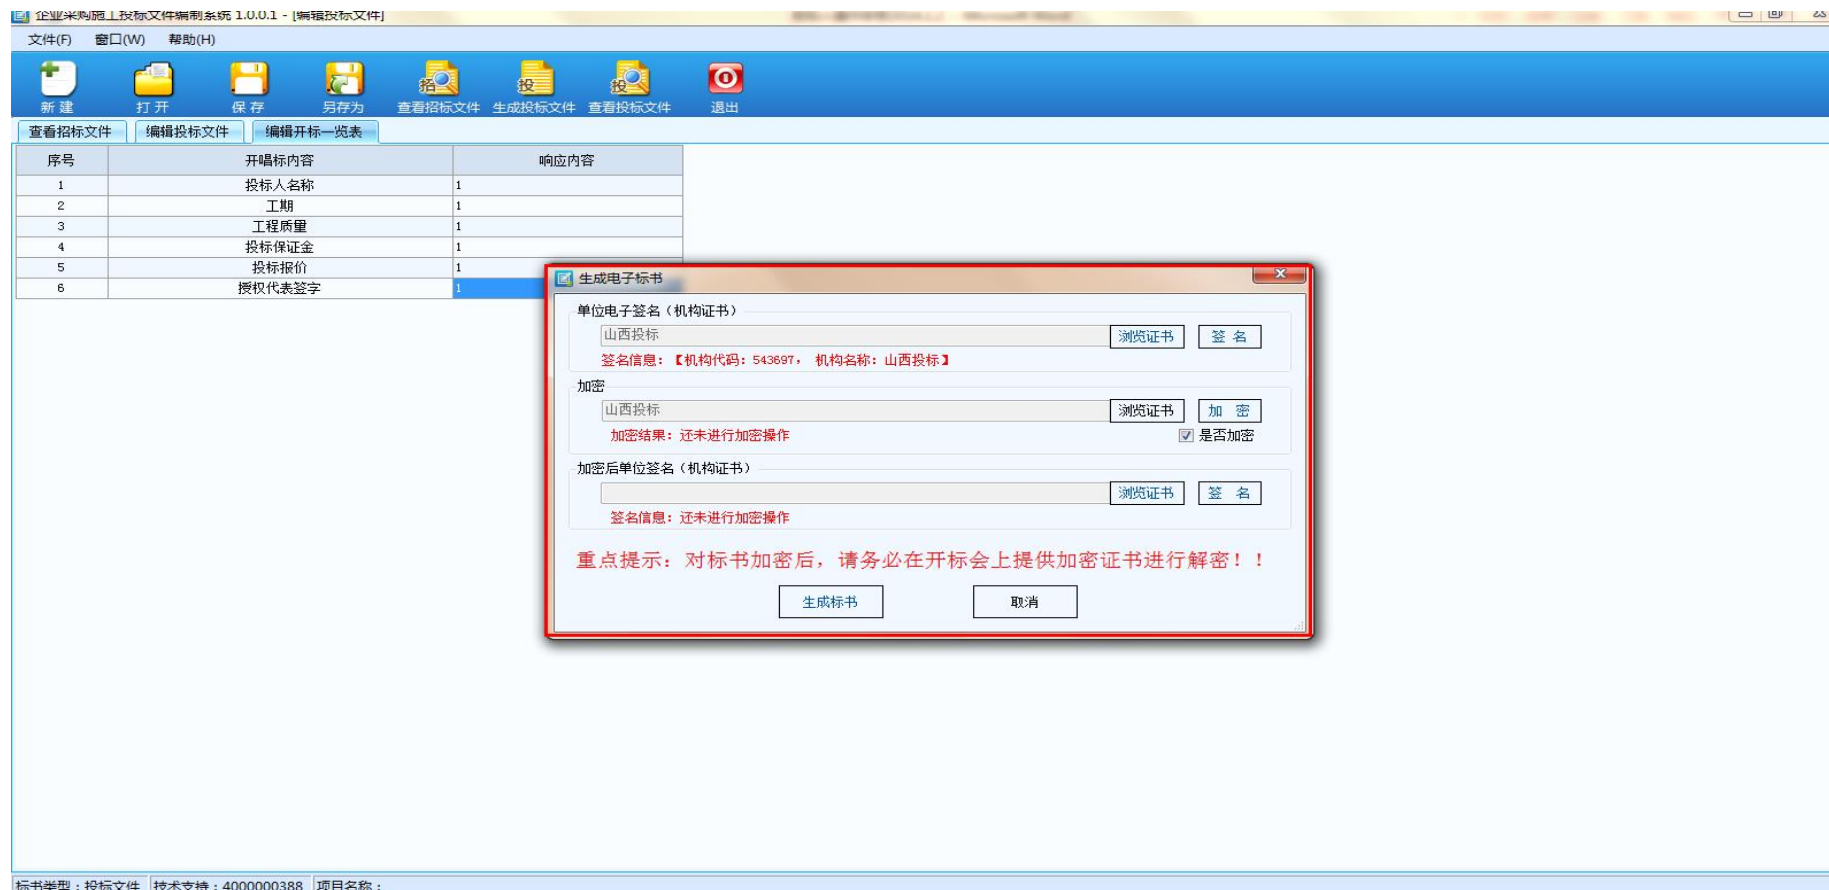 企业采购施工投标文件编制系统 1.0.0.1 - [编辑投标文件]
文件(F) 窗口(W) 帮助(H)
新 建 打 开 保 存 另存为 查看招标文件 生成投标文件 查看投标文件 退出
查看招标文件 编辑投标文件 编辑开标一览表
序号 开唱标内容 响应内容
1 投标人名称 1
2 工期 1
3 工程质量 1
4 投标保证金 1
5 投标报价 1
6 授权代表签字 1
生成电子标书
单位电子签名（机构证书）
山西投标 浏览证书 签 名
签名信息：【机构代码：543697， 机构名称：山西投标】
加密
山西投标 浏览证书 加 密
加密结果：还未进行加密操作 是否加密
加密后单位签名（机构证书）
浏览证书 签 名
签名信息：还未进行加密操作
重点提示：对标书加密后，请务必在开标会上提供加密证书进行解密！！
生成标书 取消
标书类型：投标文件 技术支持：4000000388 项目名称：